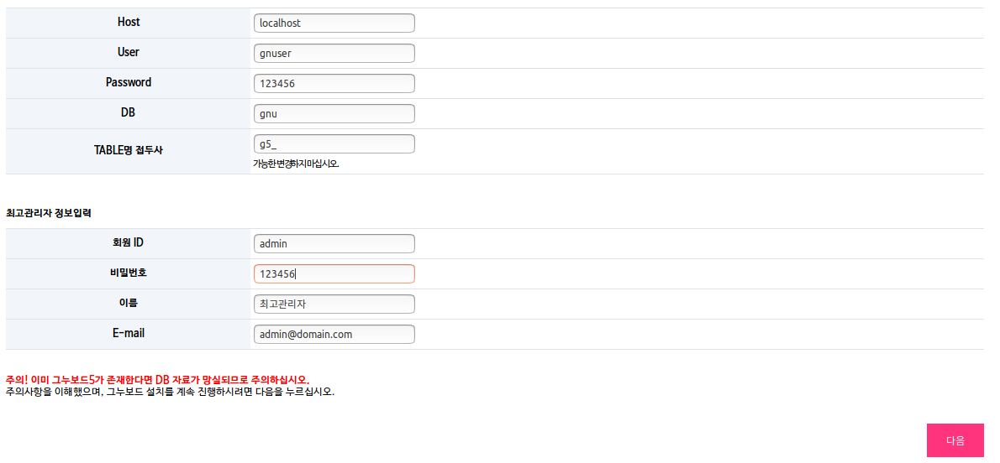 Host localhost
User gnuser
Password 123456
DB gnu
TABLE명 접두사 g5_
가능한 변경하지 마십시오.
최고관리자 정보입력
회원 ID admin
비밀번호 123456
이름 최고관리자
E-mail admin@domain.com
주의! 이미 그누보드5가 존재한다면 DB 자료가 망실되므로 주의하십시오.
주의사항을 이해했으며, 그누보드 설치를 계속 진행하시려면 다음을 누르십시오.
다음